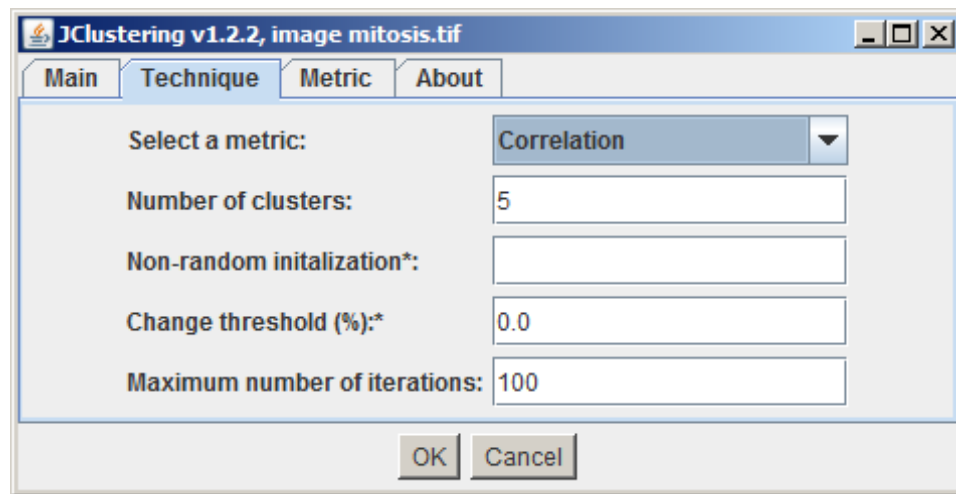 JClustering v1.2.2, image mitosis.tif
Main Technique Metric About
Select a metric: Correlation
Number of clusters: 5
Non-random initalization*:
Change threshold (%):* 0.0
Maximum number of iterations: 100
OK Cancel